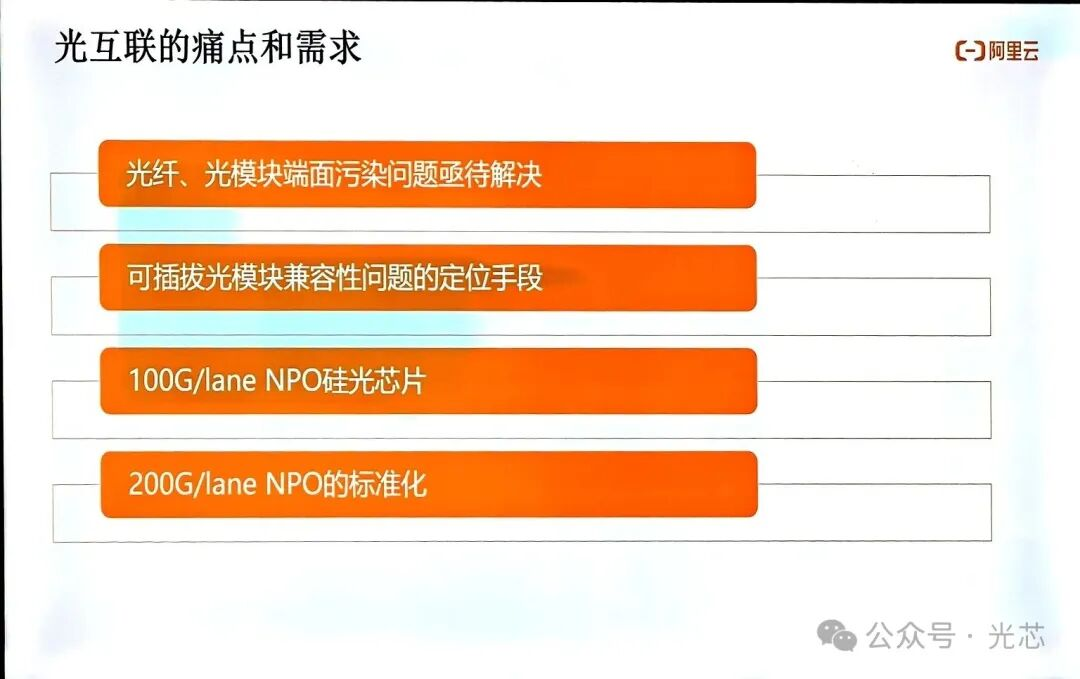 光互联的痛点和需求
阿里云
光纤、光模块端面污染问题亟待解决
可插拔光模块兼容性问题的定位手段
100G/lane NPO硅光芯片
200G/lane NPO的标准化
公众号·光芯